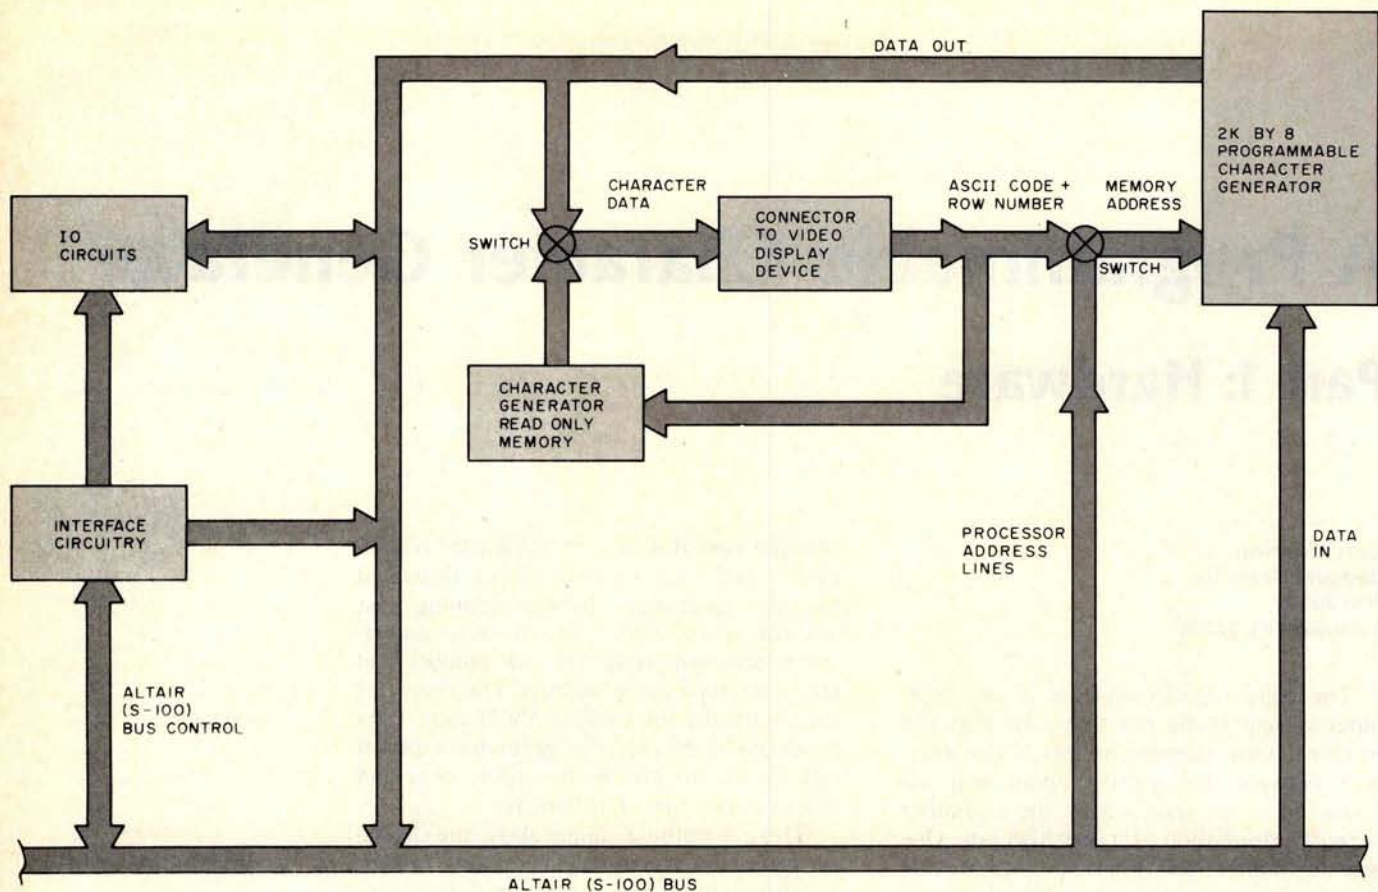 DATA OUT
2K BY 8
PROGRAMMABLE
CHARACTER
GENERATOR
CHARACTER
DATA
ASCII CODE +
ROW NUMBER
MEMORY
ADDRESS
IO
CIRCUITS
SWITCH
CONNECTOR
TO VIDEO
DISPLAY
DEVICE
SWITCH
CHARACTER
GENERATOR
READ ONLY
MEMORY
INTERFACE
CIRCUITRY
PROCESSOR
ADDRESS
LINES
DATA
IN
ALTAIR
(S-100)
BUS CONTROL
ALTAIR (S-100) BUS